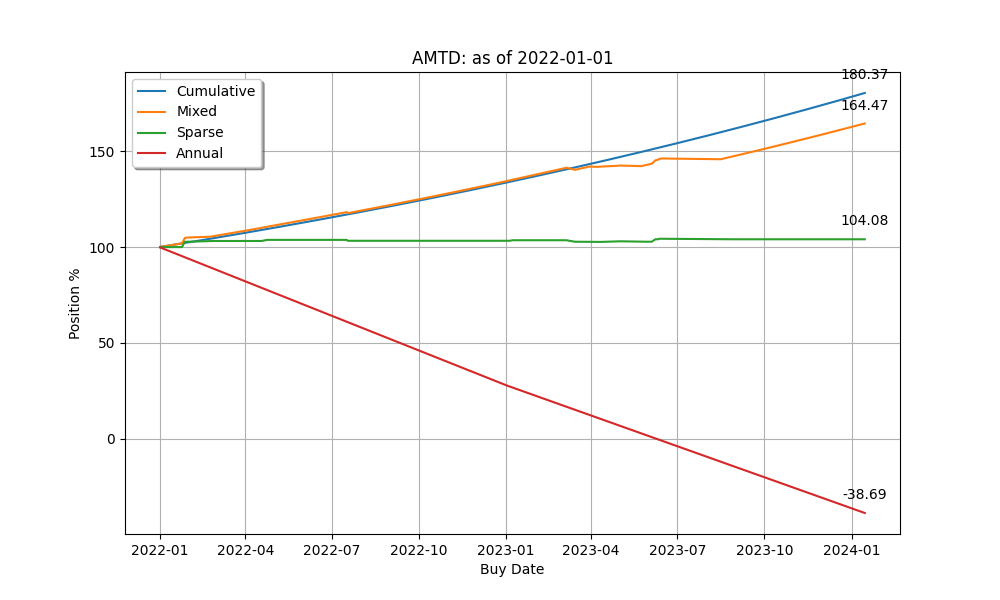 AMTD: as of 2022-01-01
Cumulative
Mixed
Sparse
Annual
180.37
164.47
104.08
-38.69
150
100
50
0
Position %
2022-01 2022-04 2022-07 2022-10 2023-01 2023-04 2023-07 2023-10 2024-01
Buy Date